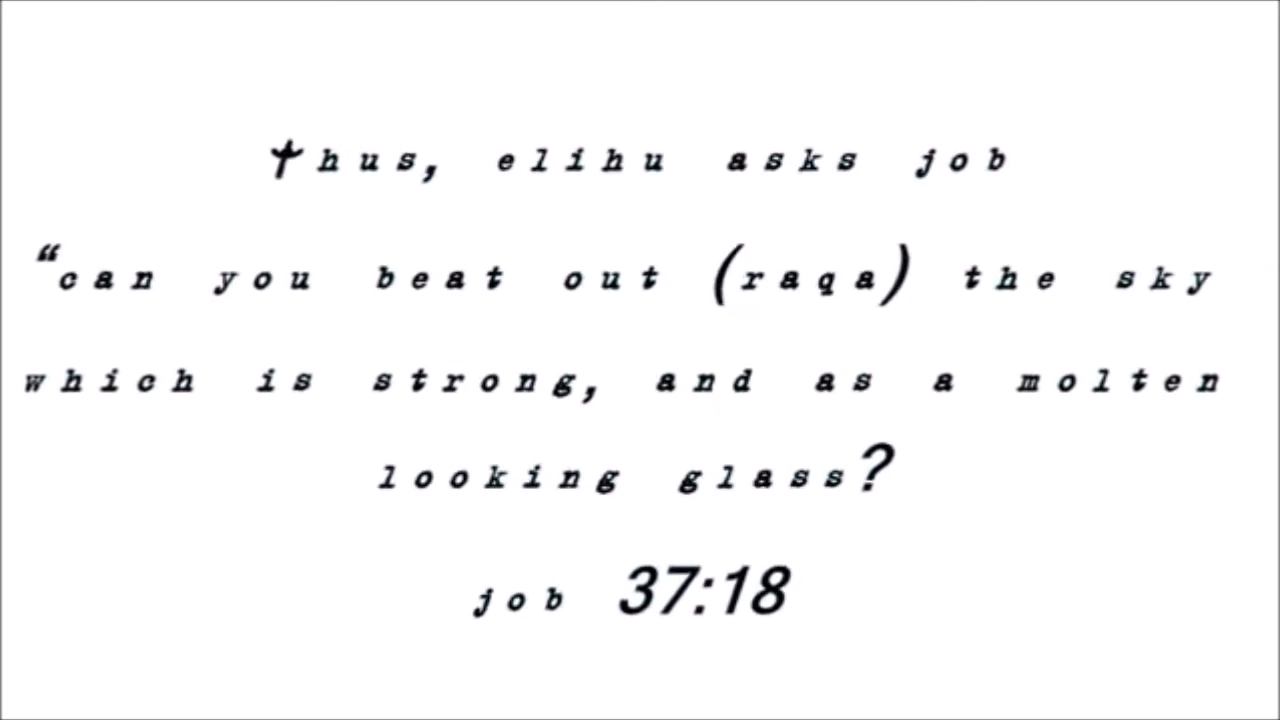 thus, elihu asks job
“can you beat out (raqa) the sky
which is strong, and as a molten
looking glass?
job 37:18